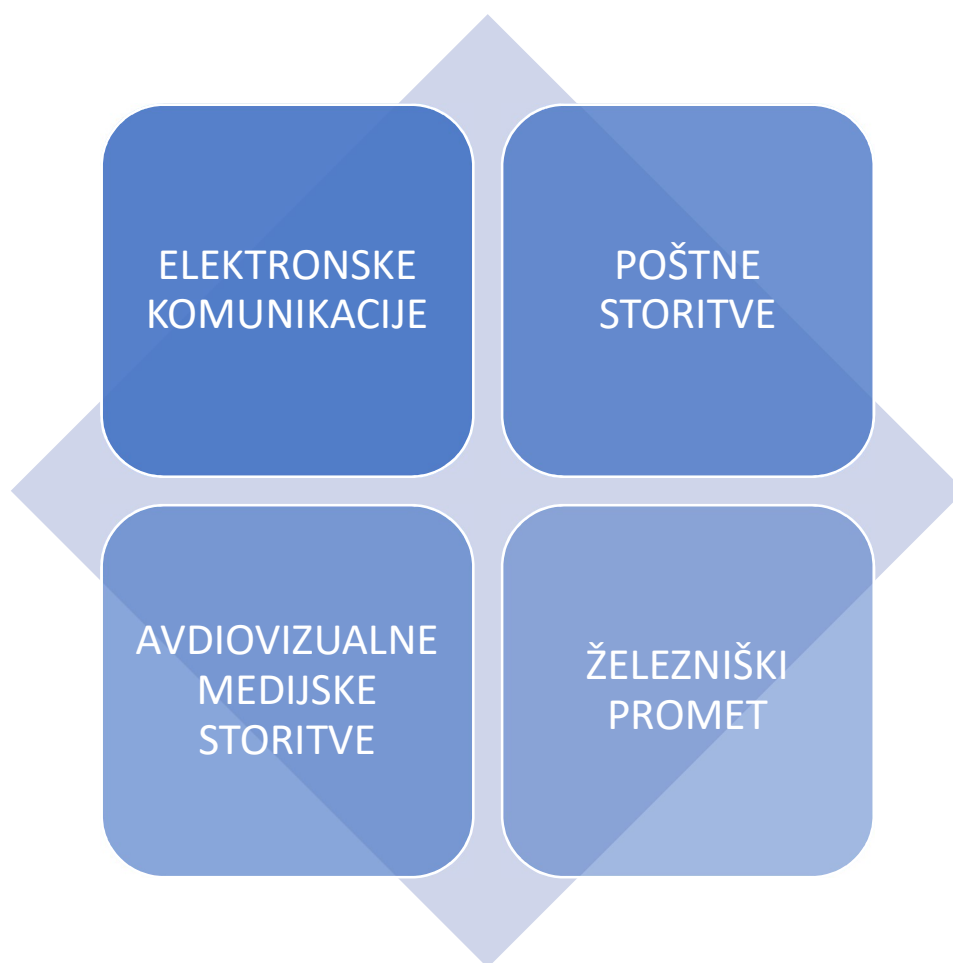 ELEKTRONSKE
KOMUNIKACIJE
POŠTNE
STORITVE
AVDIOVIZUALNE
MEDIJSKE
STORITVE
ŽELEZNIŠKI
PROMET